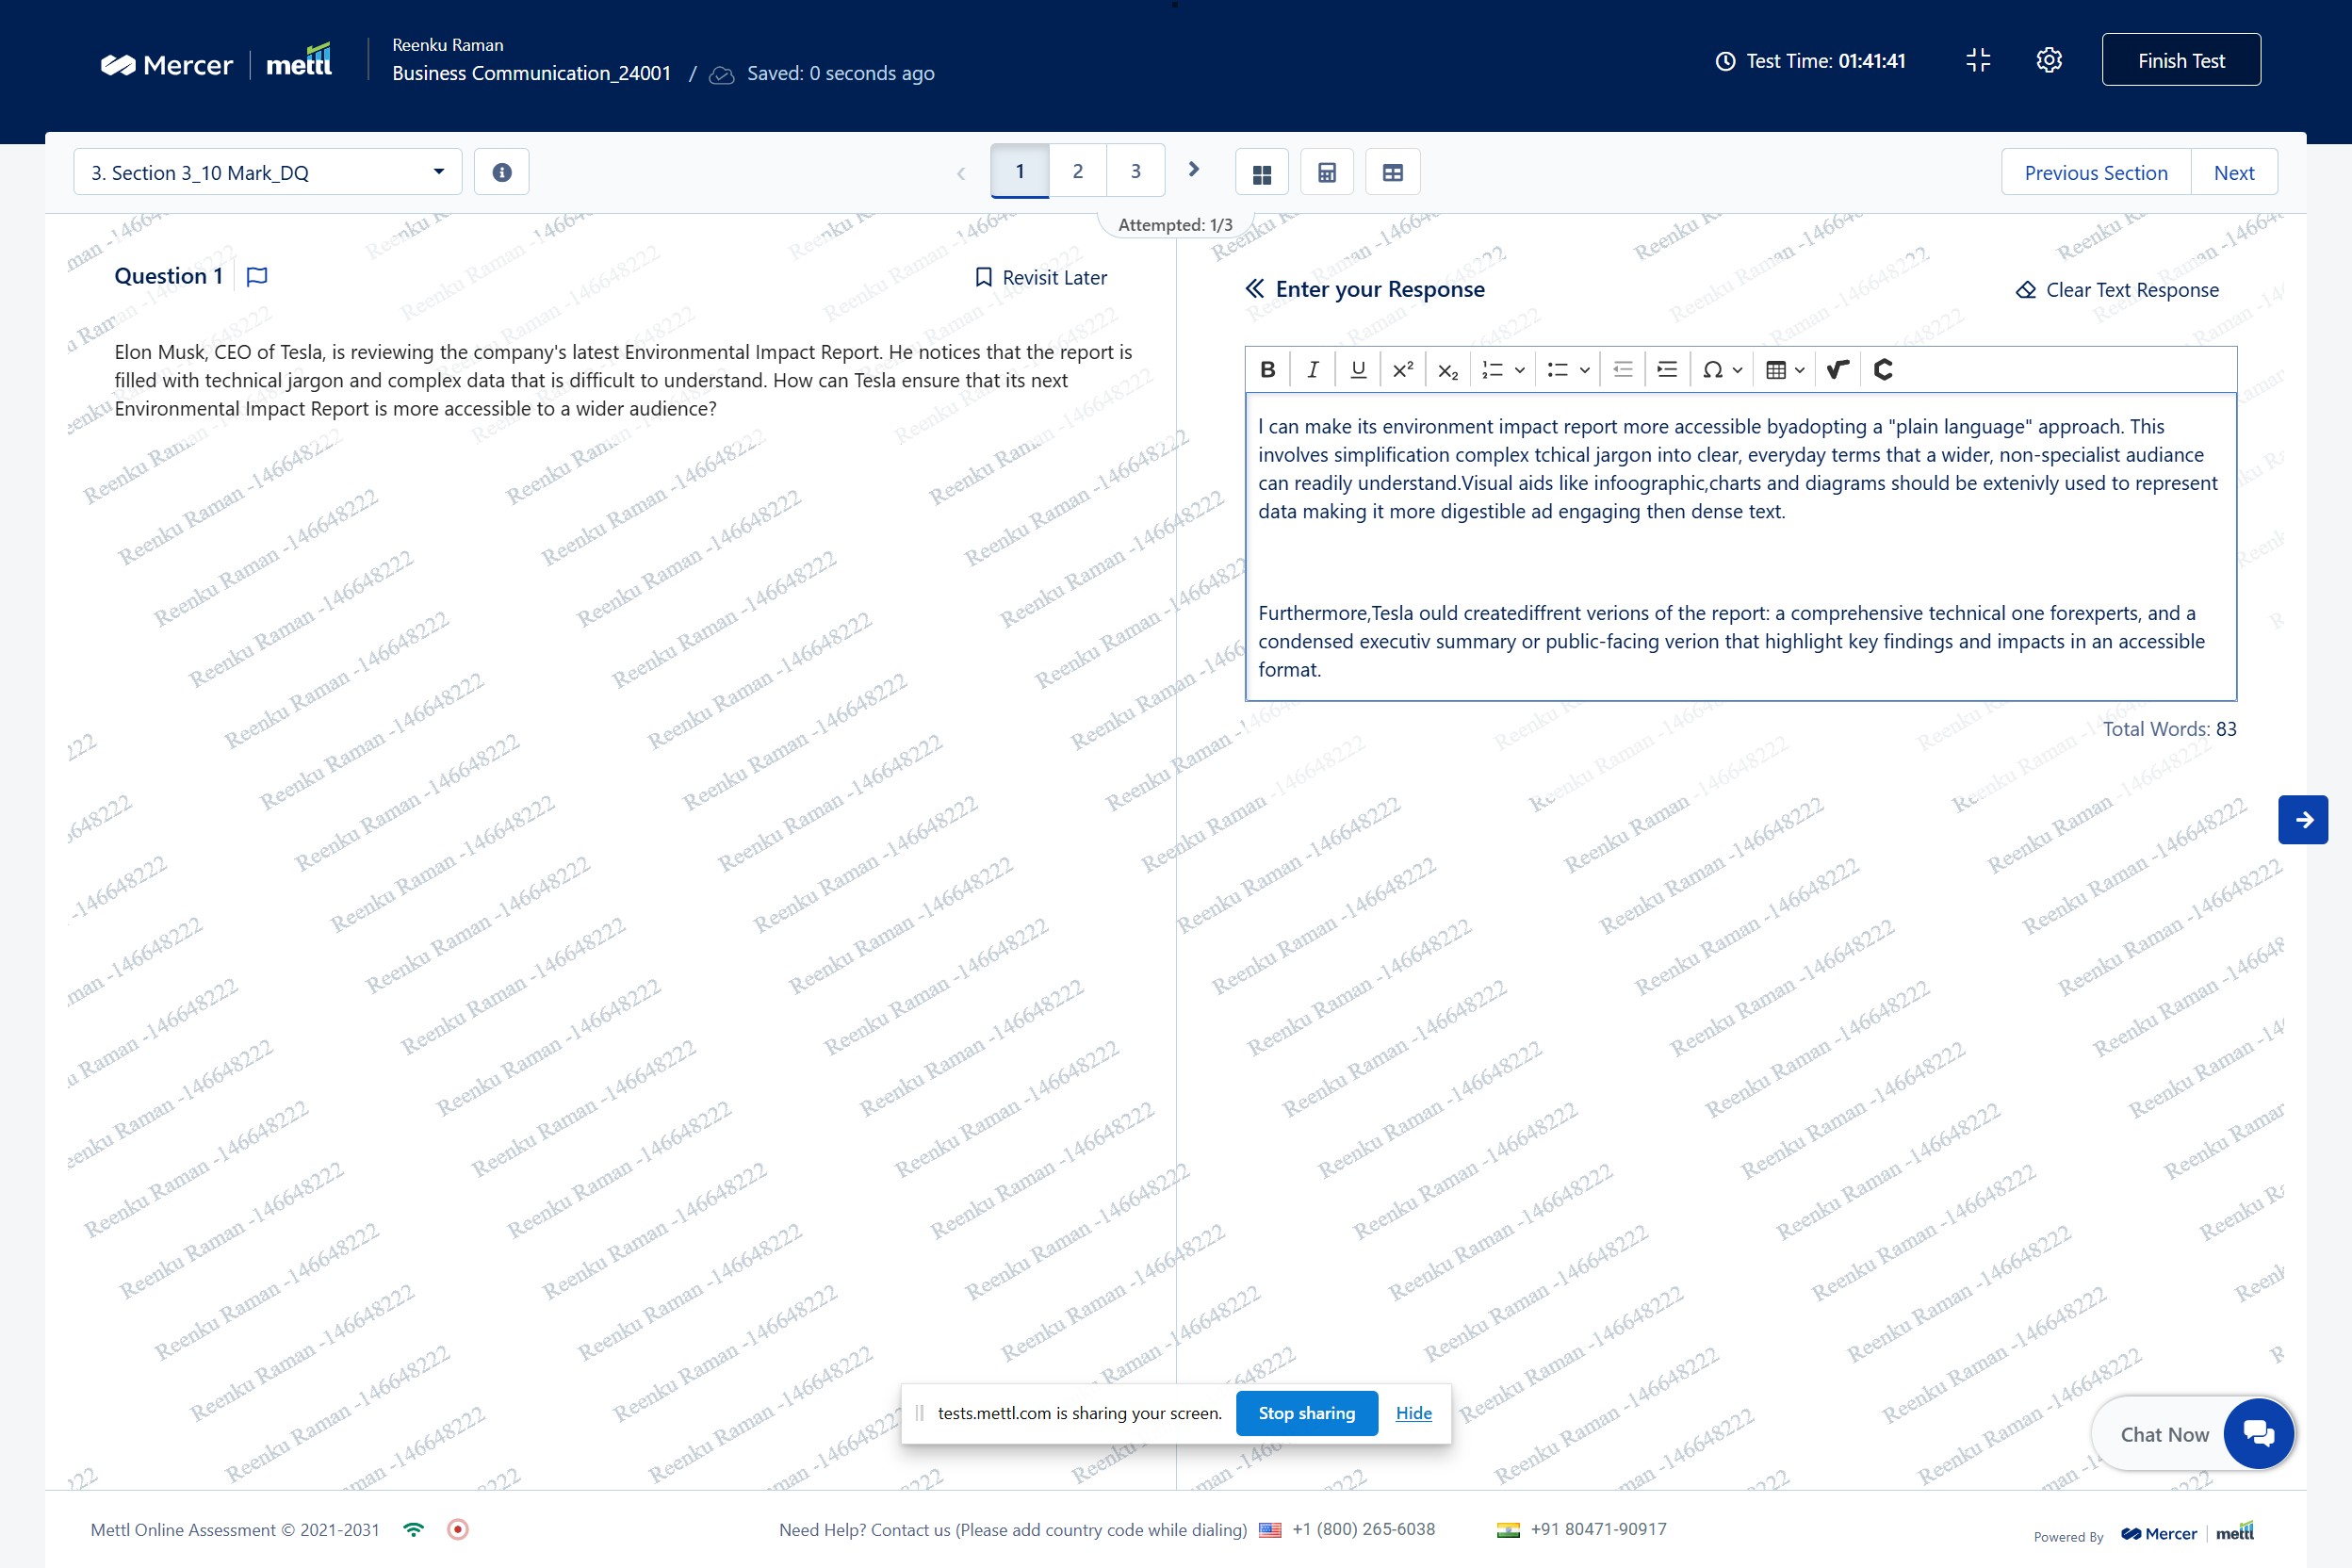 Mercer | mettl
Reenku Raman
Business Communication_24001 / Saved: 0 seconds ago
Test Time: 01:41:41
Finish Test
3. Section 3_10 Mark_DQ
1 2 3
Previous Section
Next
Attempted: 1/3
Question 1
Revisit Later
Elon Musk, CEO of Tesla, is reviewing the company's latest Environmental Impact Report. He notices that the report is
filled with technical jargon and complex data that is difficult to understand. How can Tesla ensure that its next
Environmental Impact Report is more accessible to a wider audience?
Enter your Response
Clear Text Response
I can make its environment impact report more accessible byadopting a "plain language" approach. This
involves simplification complex tchical jargon into clear, everyday terms that a wider, non-specialist audiance
can readily understand.Visual aids like infoographic,charts and diagrams should be extenivly used to represent
data making it more digestible ad engaging then dense text.
Furthermore,Tesla ould creatediffrent verions of the report: a comprehensive technical one forexperts, and a
condensed executiv summary or public-facing verion that highlight key findings and impacts in an accessible
format.
Total Words: 83
Reenku Raman -146648222
tests.mettl.com is sharing your screen.
Stop sharing
Hide
Chat Now
Mettl Online Assessment © 2021-2031
Need Help? Contact us (Please add country code while dialing) +1 (800) 265-6038 +91 80471-90917
Powered By Mercer | mettl